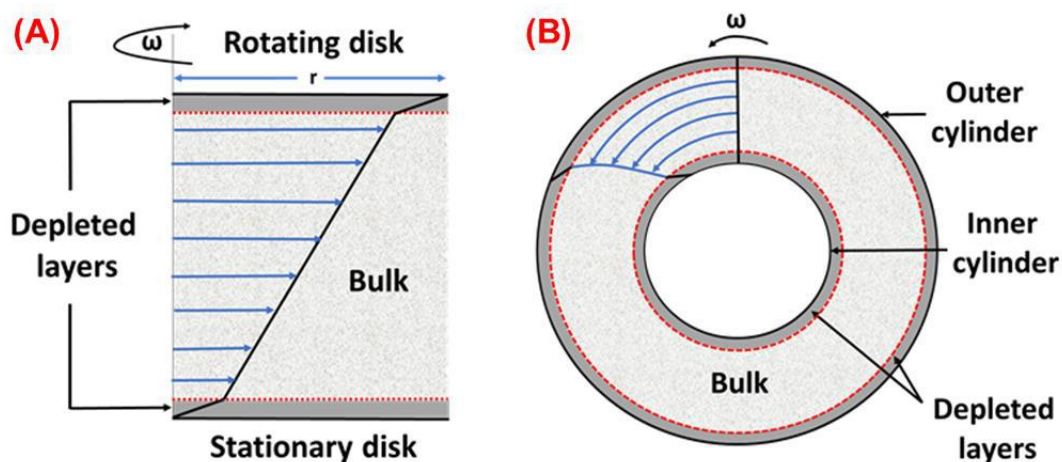 (A)
ω
Rotating disk
r
Depleted
layers
Bulk
Stationary disk
(B)
ω
Outer
cylinder
Inner
cylinder
Bulk
Depleted
layers